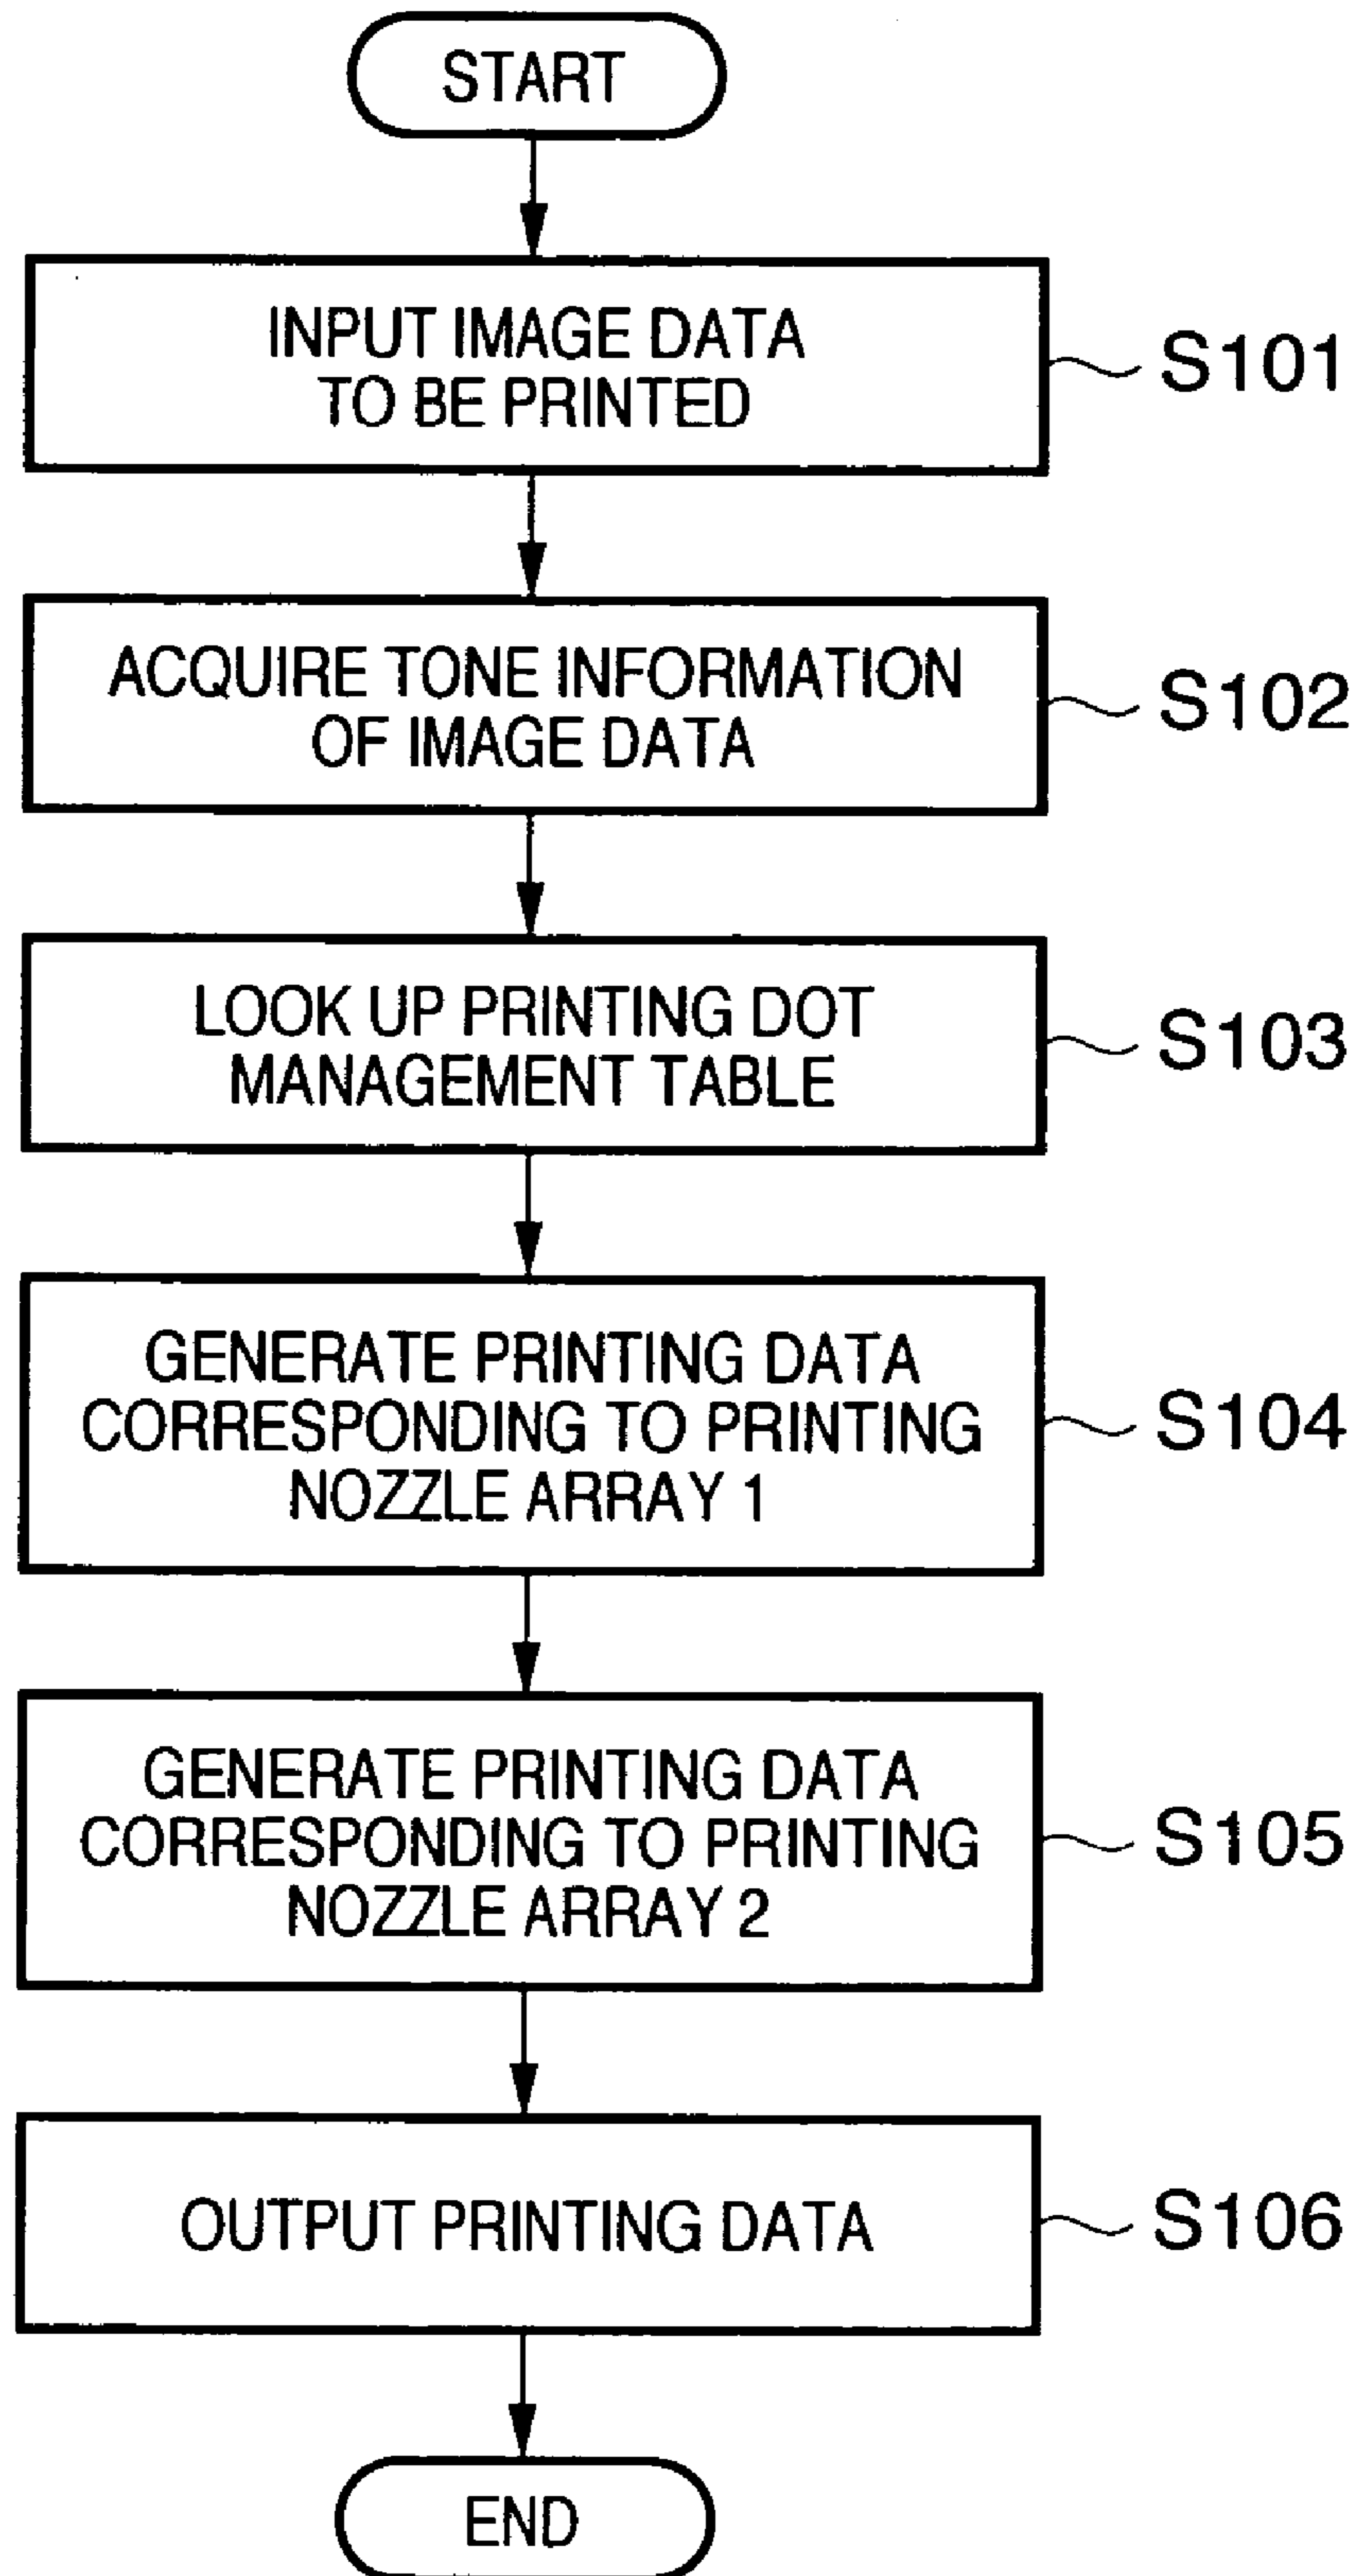 START
INPUT IMAGE DATA
TO BE PRINTED
S101
ACQUIRE TONE INFORMATION
OF IMAGE DATA
S102
LOOK UP PRINTING DOT
MANAGEMENT TABLE
S103
GENERATE PRINTING DATA
CORRESPONDING TO PRINTING
NOZZLE ARRAY 1
S104
GENERATE PRINTING DATA
CORRESPONDING TO PRINTING
NOZZLE ARRAY 2
S105
OUTPUT PRINTING DATA
S106
END